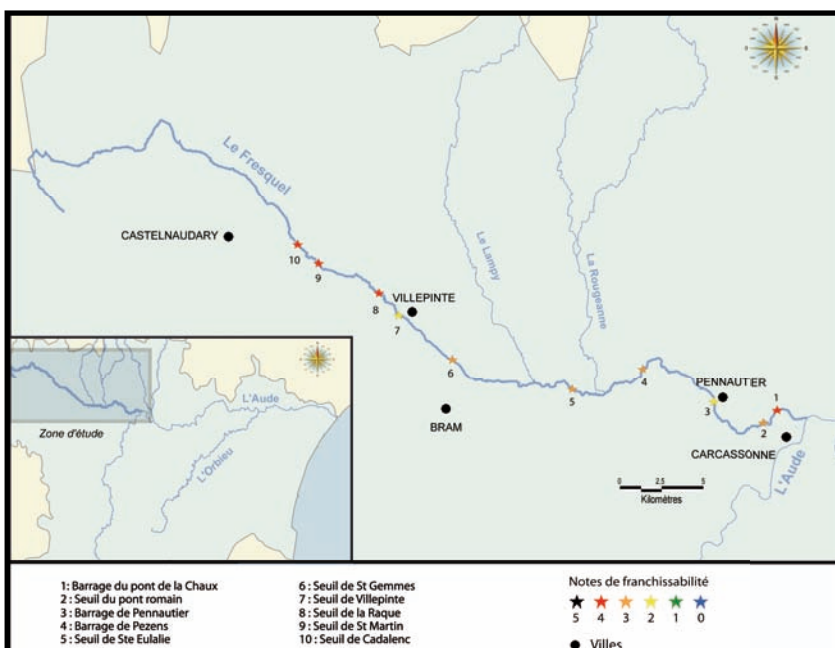 Le Fresquel
CASTELNAUDARY
10
9
8
VILLEPINTE
7
6
BRAM
Le Lampy
La Rougeanne
5
4
PENNAUTIER
3
1
2
CARCASSONNE
L'Aude
0 2.5 5
Kilomètres
L'Aude
Zone d'étude
L'Orbieu
1: Barrage du pont de la Chaux
2 : Seuil du pont romain
3 : Barrage de Pennautier
4 : Barrage de Pezens
5 : Seuil de Ste Eulalie
6 : Seuil de St Gemmes
7 : Seuil de Villepinte
8 : Seuil de la Raque
9 : Seuil de St Martin
10 : Seuil de Cadalenc
Notes de franchissabilité
5 4 3 2 1 0
Villes